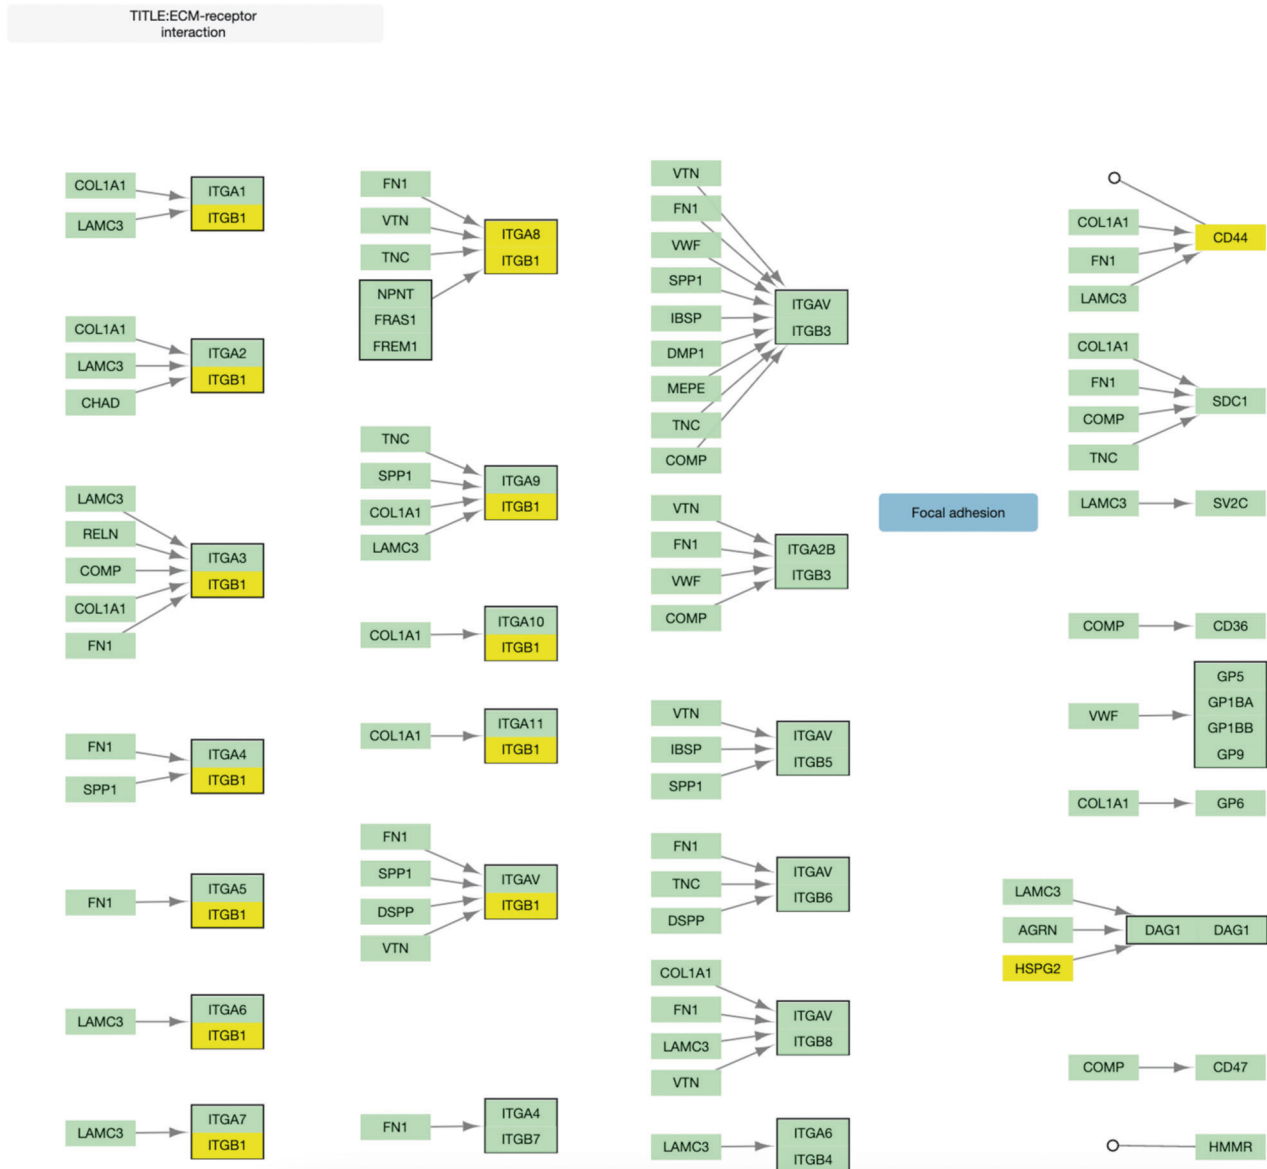 TITLE:ECM-receptor
interaction
COL1A1
LAMC3
ITGA1
ITGB1
COL1A1
LAMC3
CHAD
ITGA2
ITGB1
LAMC3
RELN
COMP
COL1A1
FN1
ITGA3
ITGB1
FN1
SPP1
ITGA4
ITGB1
FN1
ITGA5
ITGB1
LAMC3
ITGA6
ITGB1
LAMC3
ITGA7
ITGB1
FN1
VTN
TNC
NPNT
FRAS1
FREM1
ITGA8
ITGB1
TNC
SPP1
COL1A1
LAMC3
ITGA9
ITGB1
COL1A1
ITGA10
ITGB1
COL1A1
ITGA11
ITGB1
FN1
SPP1
DSPP
VTN
ITGAV
ITGB1
FN1
ITGA4
ITGB7
VTN
FN1
VWF
SPP1
IBSP
DMP1
MEPE
TNC
COMP
ITGAV
ITGB3
VTN
FN1
VWF
COMP
ITGA2B
ITGB3
VTN
IBSP
SPP1
ITGAV
ITGB5
FN1
TNC
DSPP
ITGAV
ITGB6
COL1A1
FN1
LAMC3
VTN
ITGAV
ITGB8
LAMC3
ITGA6
ITGB4
Focal adhesion
COL1A1
FN1
LAMC3
CD44
COL1A1
FN1
COMP
TNC
SDC1
LAMC3
SV2C
COMP
CD36
VWF
GP5
GP1BA
GP1BB
GP9
COL1A1
GP6
LAMC3
AGRN
HSPG2
DAG1 DAG1
COMP
CD47
HMMR